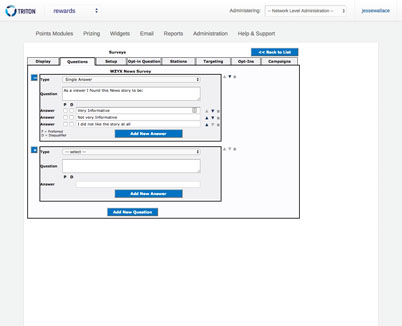 TRITON
rewards
Administering:
-- Network Level Administration --
jessewallace
Points Modules
Prizing
Widgets
Email
Reports
Administration
Help & Support
Surveys
<< Back to List
Display
Questions
Setup
Opt-in Question
Stations
Targeting
Opt-Ins
Campaigns
WZYX News Survey
Type
Single Answer
Question
As a viewer I found this News story to be:
P D
Answer
Very Informative
Answer
Not very Informative
Answer
I did not like the story at all
P = Preferred
D = Disqualifier
Add New Answer
Type
-- select --
Question
P D
Answer
Add New Answer
Add New Question